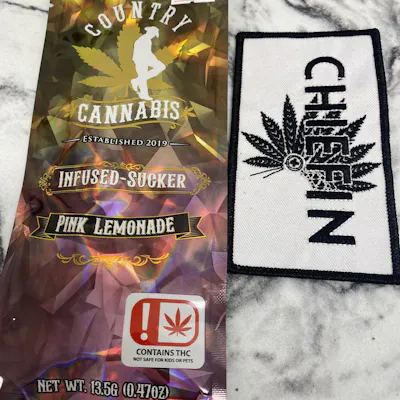 COUNTRY
CANNABIS
ESTABLISHED 2019
INFUSED-SUCKER
PINK LEMONADE
CONTAINS THC
NOT SAFE FOR KIDS OR PETS
NET WT. 13.5G (0.47OZ)
CHIEFIN